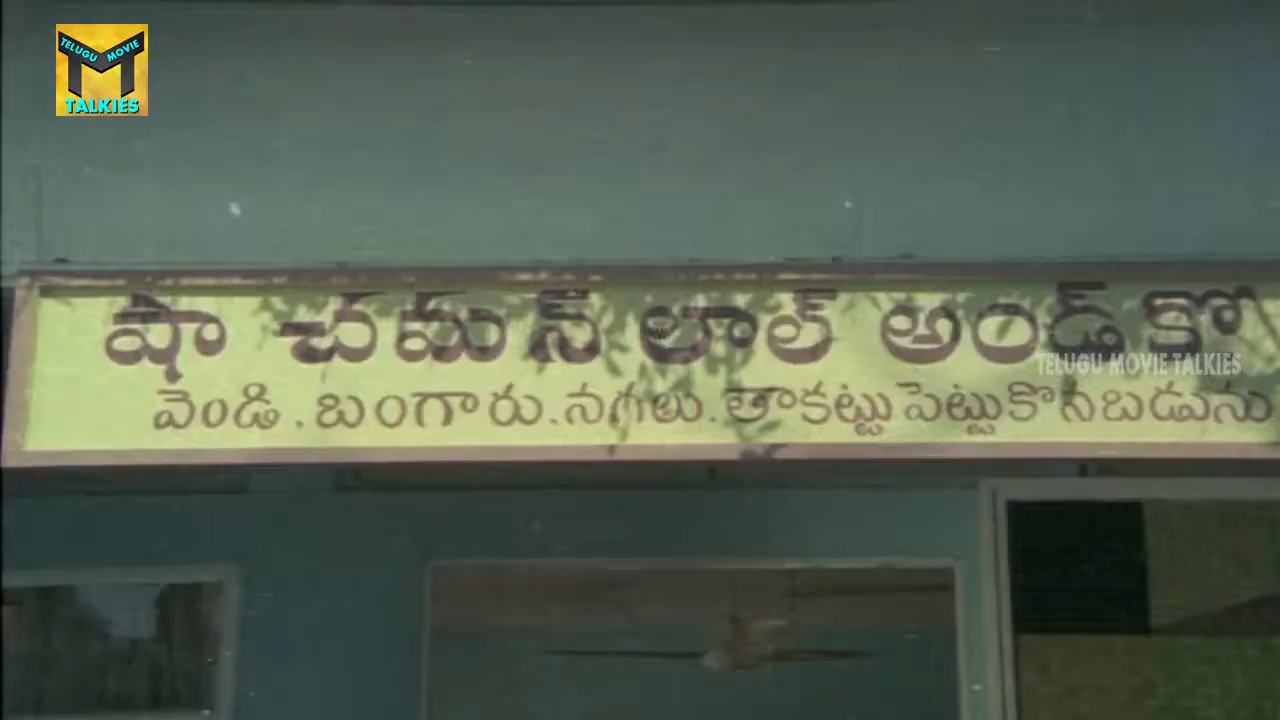 TELUGU MOVIE
TALKIES
షా చమన్ లాల్ అండ్ కో
TELUGU MOVIE TALKIES
వెండి. బంగారు. నగలు. తాకట్టు పెట్టుకొనబడును